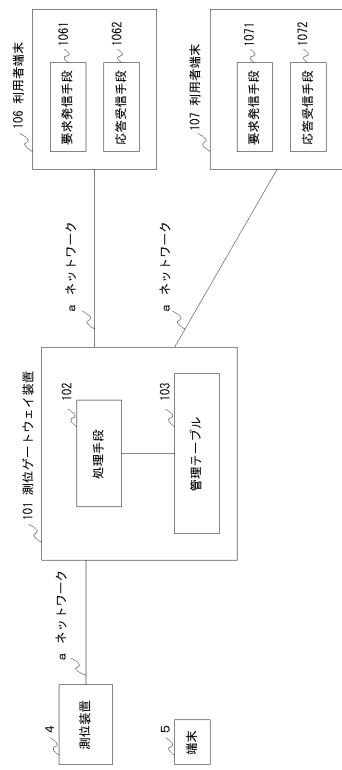 4
測位装置
5
端末
a ネットワーク
101 測位ゲートウェイ装置
102
処理手段
103
管理テーブル
a ネットワーク
a ネットワーク
106 利用者端末
1061
要求発信手段
1062
応答受信手段
107 利用者端末
1071
要求発信手段
1072
応答受信手段